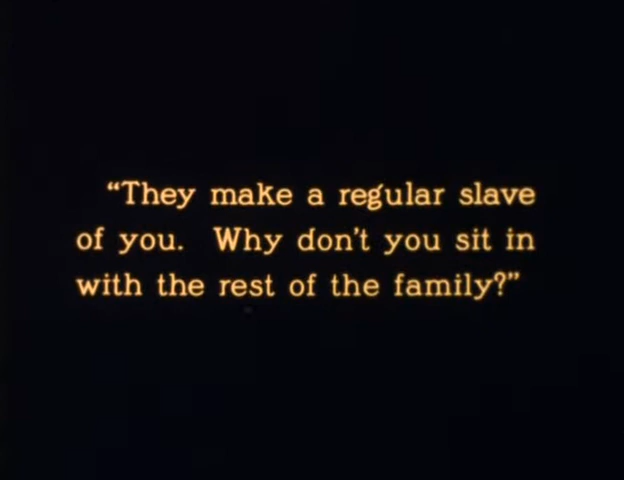 “They make a regular slave
of you.  Why don't you sit in
with the rest of the family?”